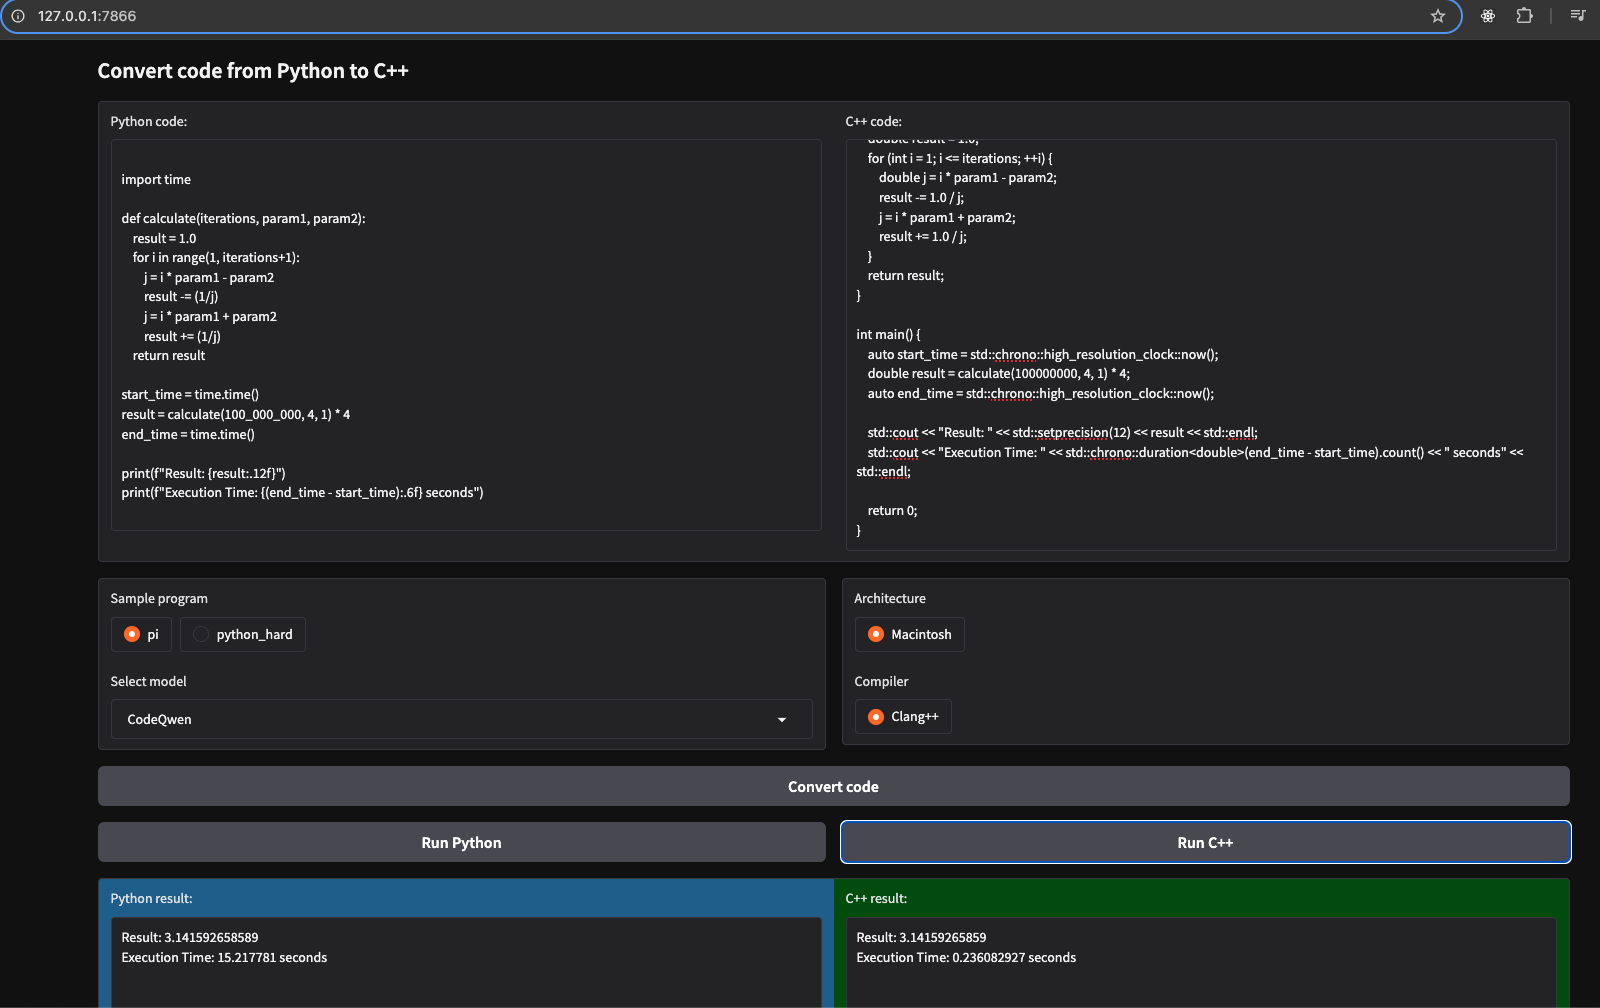 127.0.0.1:7866
Convert code from Python to C++
Python code:
import time
def calculate(iterations, param1, param2):
result = 1.0
for i in range(1, iterations+1):
j = i * param1 - param2
result -= (1/j)
j = i * param1 + param2
result += (1/j)
return result
start_time = time.time()
result = calculate(100_000_000, 4, 1) * 4
end_time = time.time()
print(f"Result: {result:.12f}")
print(f"Execution Time: {(end_time - start_time):.6f} seconds")
C++ code:
double result = 1.0;
for (int i = 1; i <= iterations; ++i) {
double j = i * param1 - param2;
result -= 1.0 / j;
j = i * param1 + param2;
result += 1.0 / j;
}
return result;
}
int main() {
auto start_time = std::chrono::high_resolution_clock::now();
double result = calculate(100000000, 4, 1) * 4;
auto end_time = std::chrono::high_resolution_clock::now();
std::cout << "Result: " << std::setprecision(12) << result << std::endl;
std::cout << "Execution Time: " << std::chrono::duration<double>(end_time - start_time).count() << " seconds" <<
std::endl;
return 0;
}
Sample program
pi
python_hard
Select model
CodeQwen
Architecture
Macintosh
Compiler
Clang++
Convert code
Run Python
Run C++
Python result:
Result: 3.141592658589
Execution Time: 15.217781 seconds
C++ result:
Result: 3.14159265859
Execution Time: 0.236082927 seconds